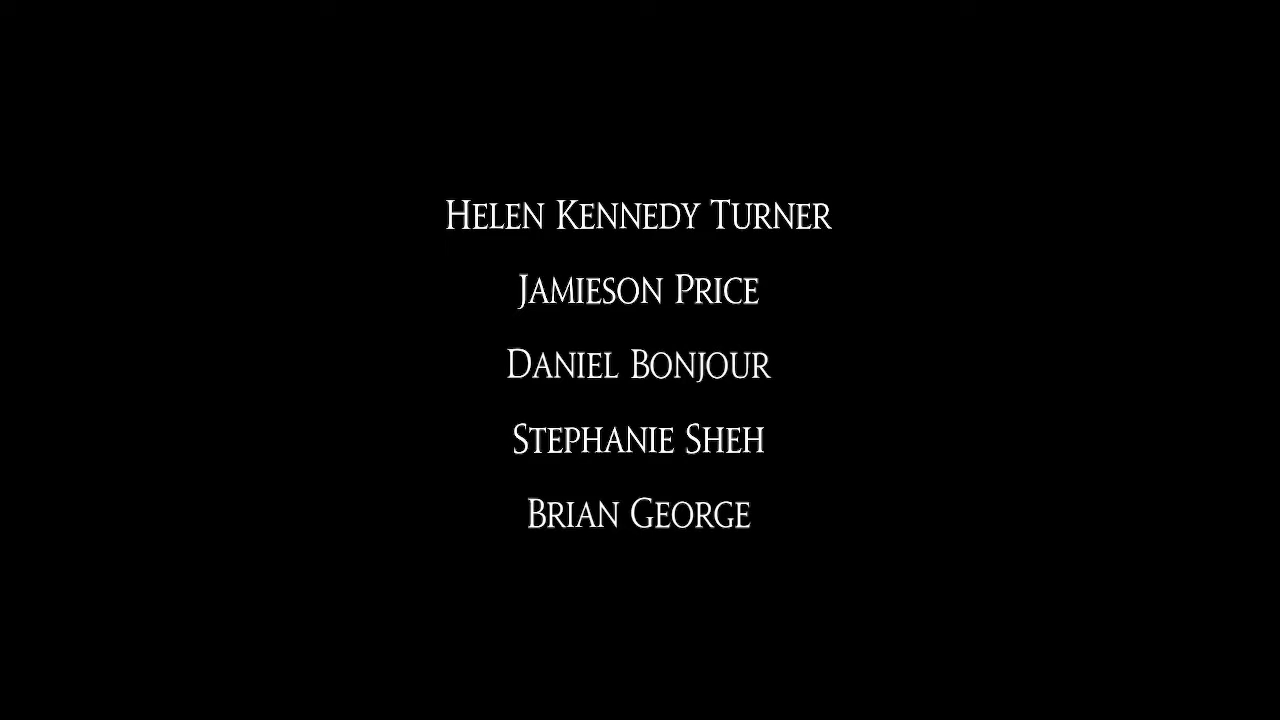 Helen Kennedy Turner
Jamieson Price
Daniel Bonjour
Stephanie Sheh
Brian George